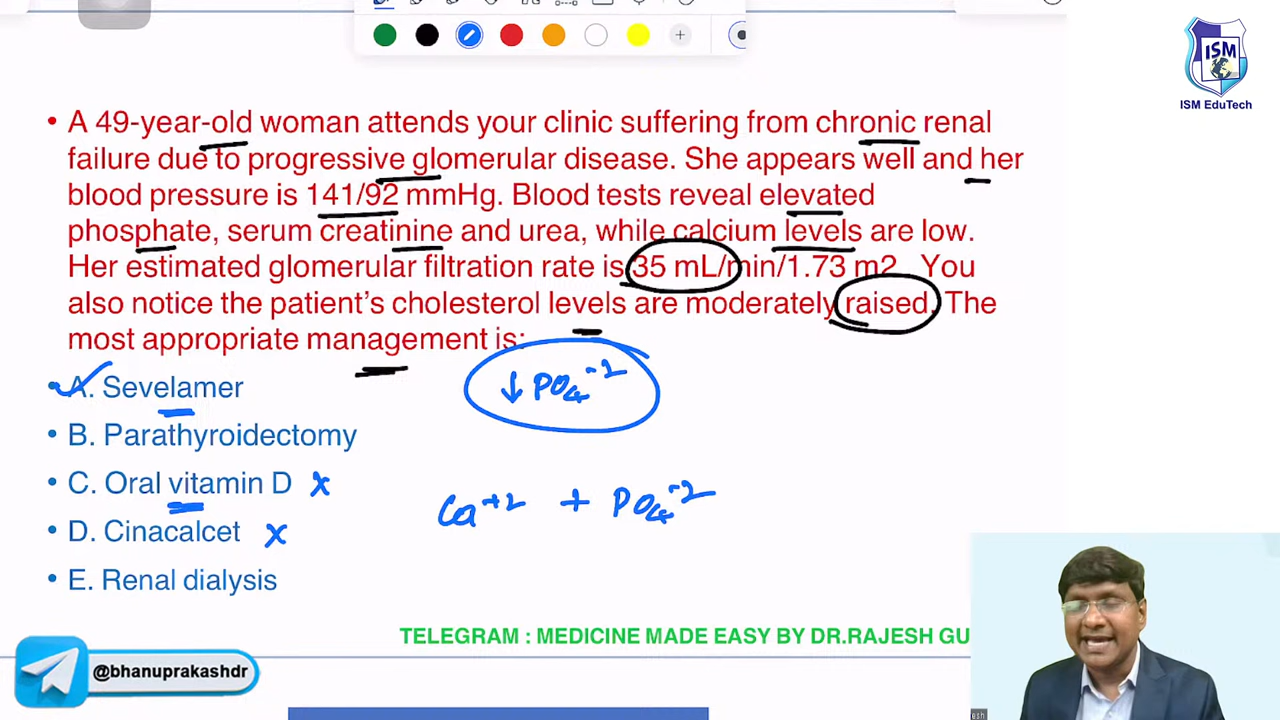 ISM
ISM EduTech
• A 49-year-old woman attends your clinic suffering from chronic renal
failure due to progressive glomerular disease. She appears well and her
blood pressure is 141/92 mmHg. Blood tests reveal elevated
phosphate, serum creatinine and urea, while calcium levels are low.
Her estimated glomerular filtration rate is 35 mL/min/1.73 m2 . You
also notice the patient's cholesterol levels are moderately raised. The
most appropriate management is:
• A. Sevelamer
↓ PO₄⁻²
• B. Parathyroidectomy
• C. Oral vitamin D x
Ca⁺² + PO₄⁻²
• D. Cinacalcet x
• E. Renal dialysis
TELEGRAM : MEDICINE MADE EASY BY DR.RAJESH GU
@bhanuprakashdr